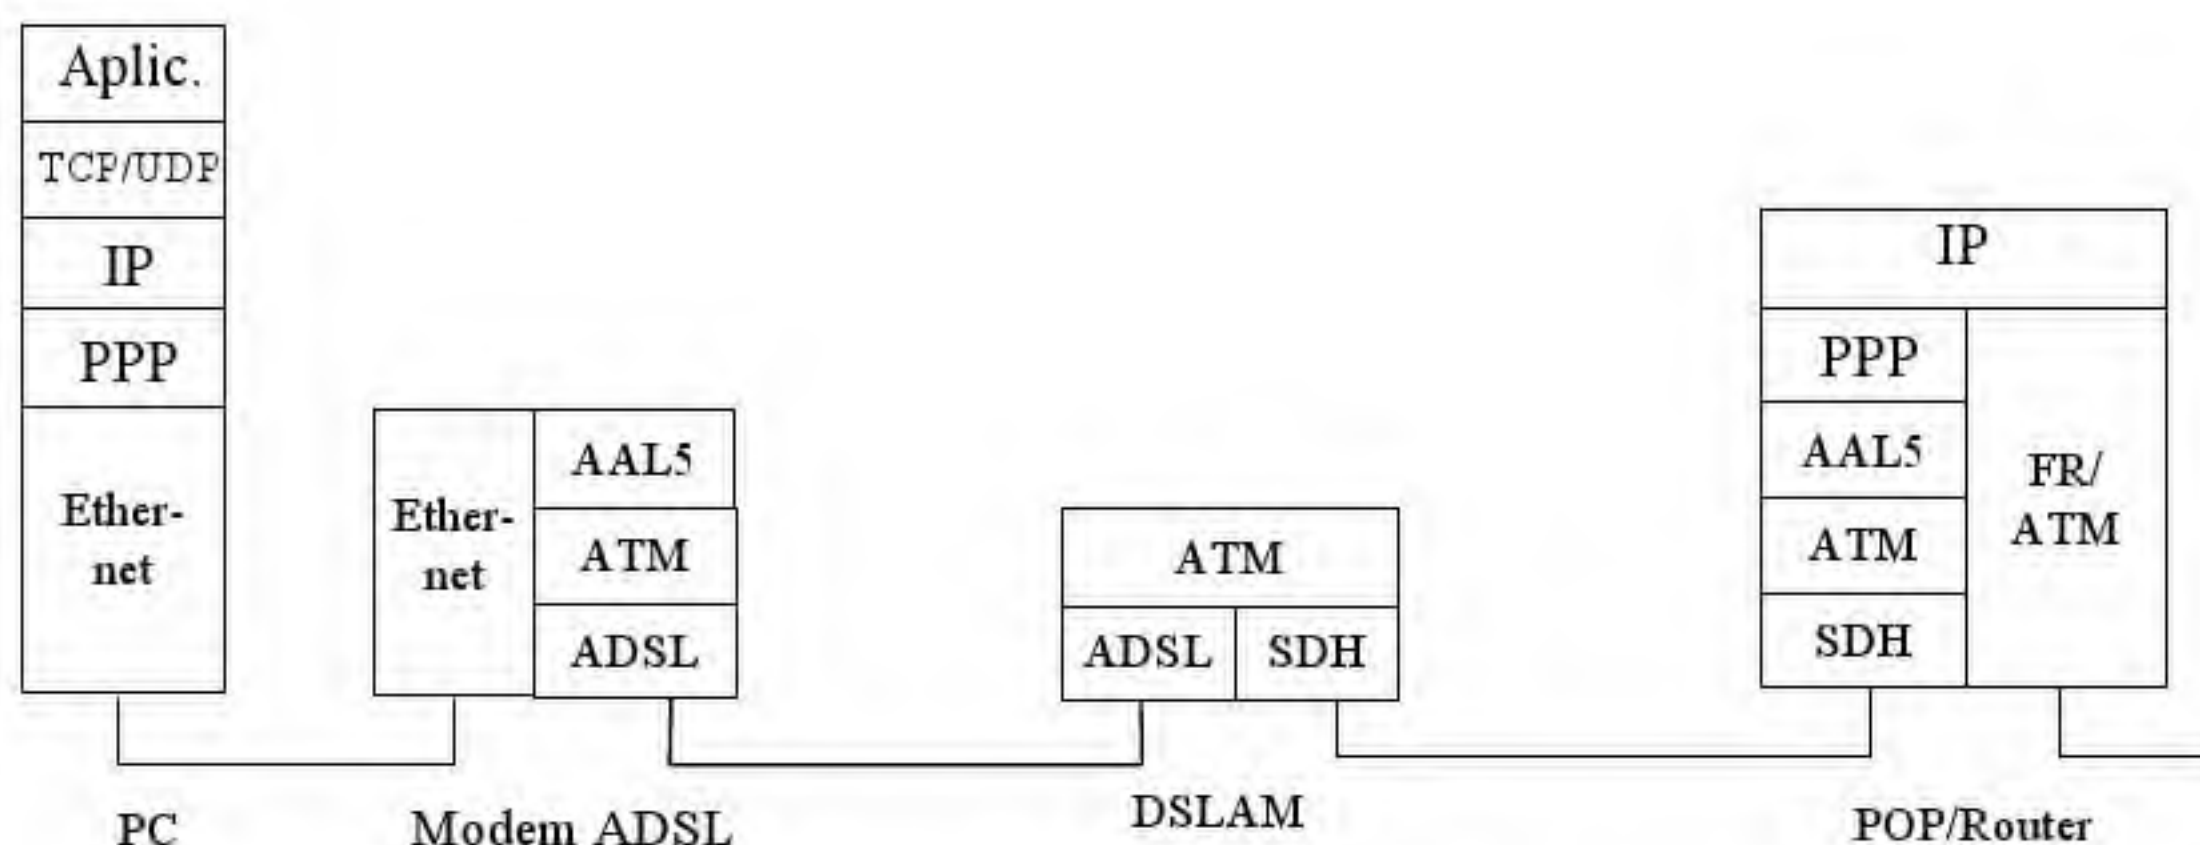 Aplic.
TCP/UDP
IP
PPP
Ether-
net
PC
Ether-
net
AAL5
ATM
ADSL
Modem ADSL
ATM
ADSL
SDH
DSLAM
IP
PPP
AAL5
ATM
SDH
FR/
ATM
POP/Router